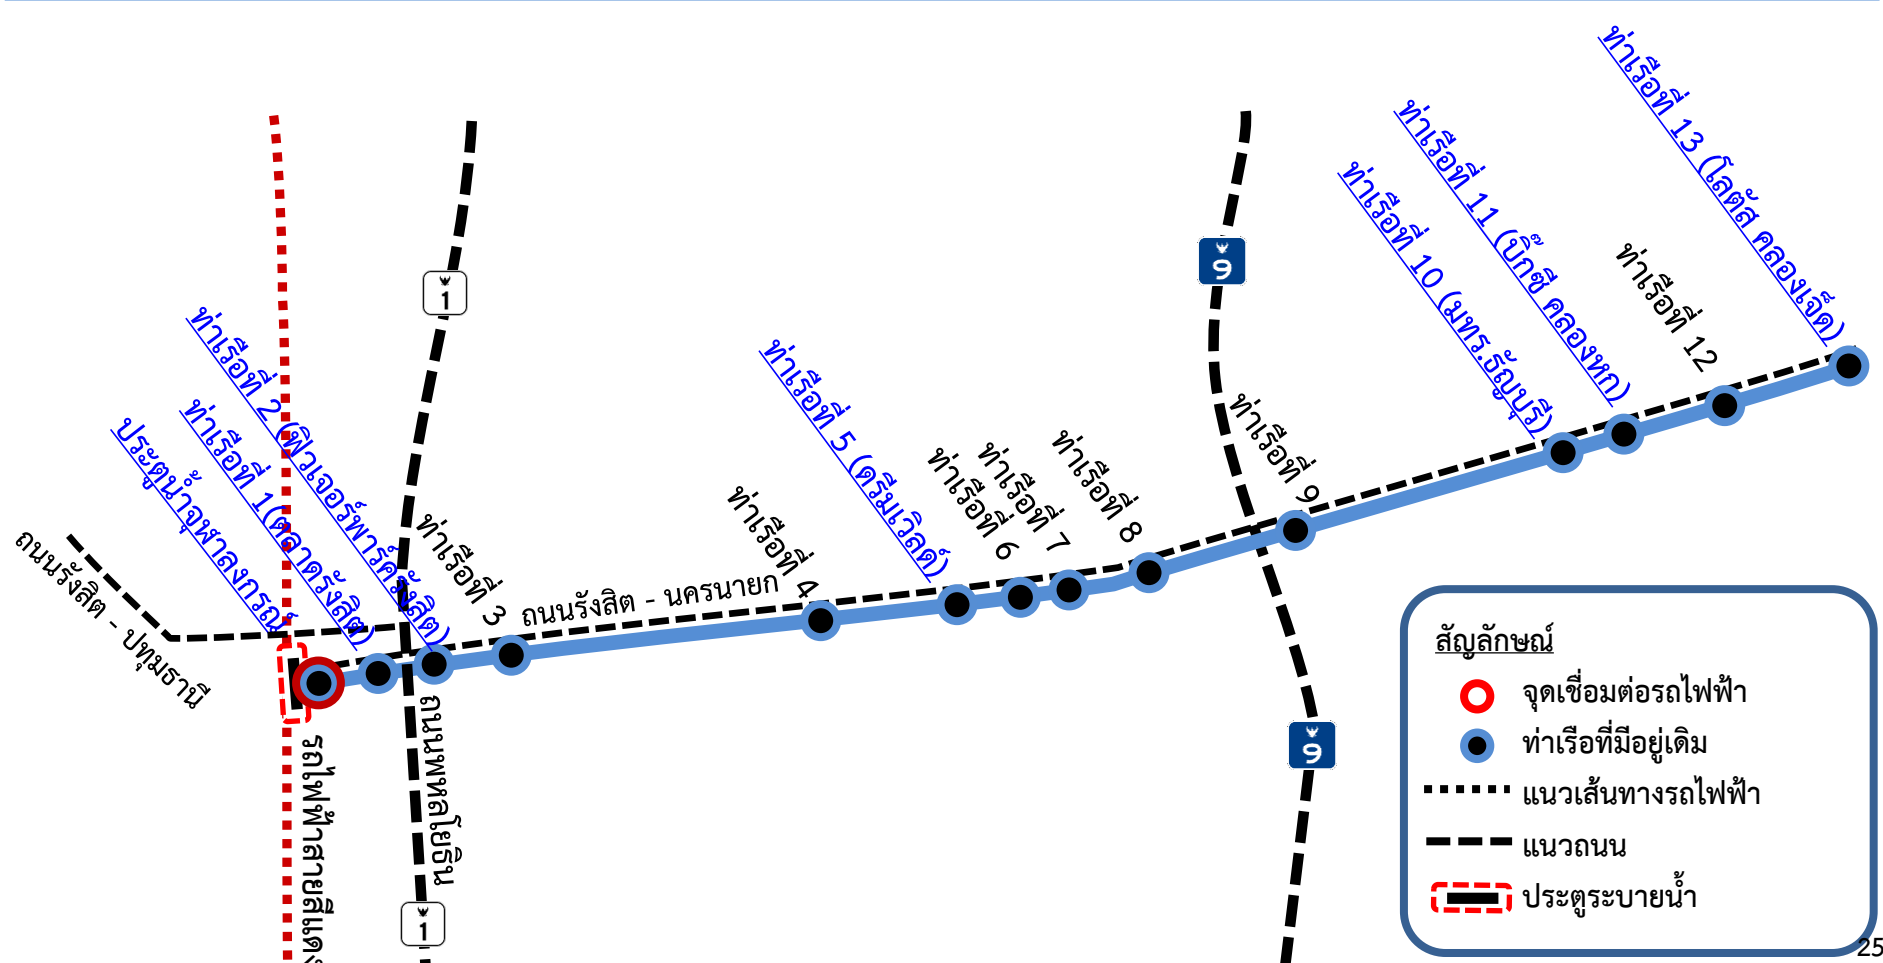 ท่าเรือที่ 13 (โลตัส คลองเจ็ด)
ท่าเรือที่ 11 (บิ๊กซี คลองหก)
ท่าเรือที่ 10 (มทร.ธัญบุรี)
ท่าเรือที่ 12
9
1
ท่าเรือที่ 2 (ฟิวเจอร์พาร์ครังสิต)
ท่าเรือที่ 1(ตลาดรังสิต)
ประตูน้ำจุฬาลงกรณ์
ท่าเรือที่ 5 (ดรีมเวิลด์)
ท่าเรือที่ 9
ท่าเรือที่ 8
ท่าเรือที่ 7
ท่าเรือที่ 6
ท่าเรือที่ 4
ท่าเรือที่ 3
ถนนรังสิต - นครนายก
ถนนรังสิต - ปทุมธานี
ถนนพหลโยธิน
รถไฟฟ้าสายสีแดง
9
1
สัญลักษณ์
จุดเชื่อมต่อรถไฟฟ้า
ท่าเรือที่มีอยู่เดิม
แนวเส้นทางรถไฟฟ้า
แนวถนน
ประตูระบายน้ำ
25